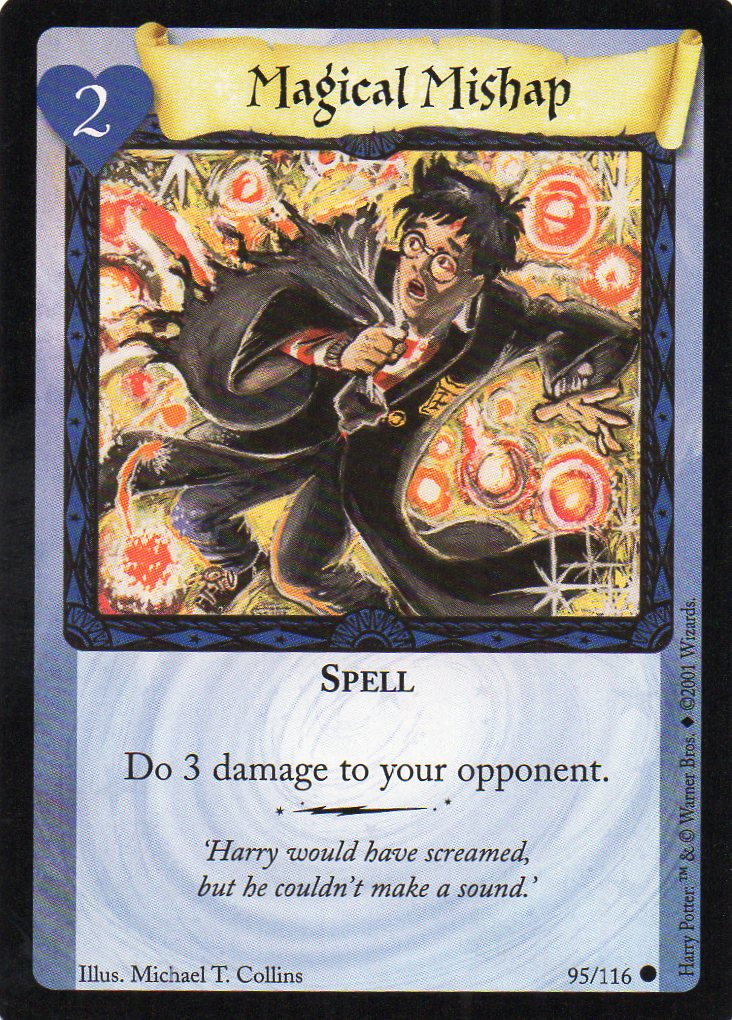 2
Magical Mishap
SPELL
Do 3 damage to your opponent.
‘Harry would have screamed,
but he couldn’t make a sound.’
Illus. Michael T. Collins
95/116
Harry Potter: ™ & © Warner Bros. ♦ ©2001 Wizards.